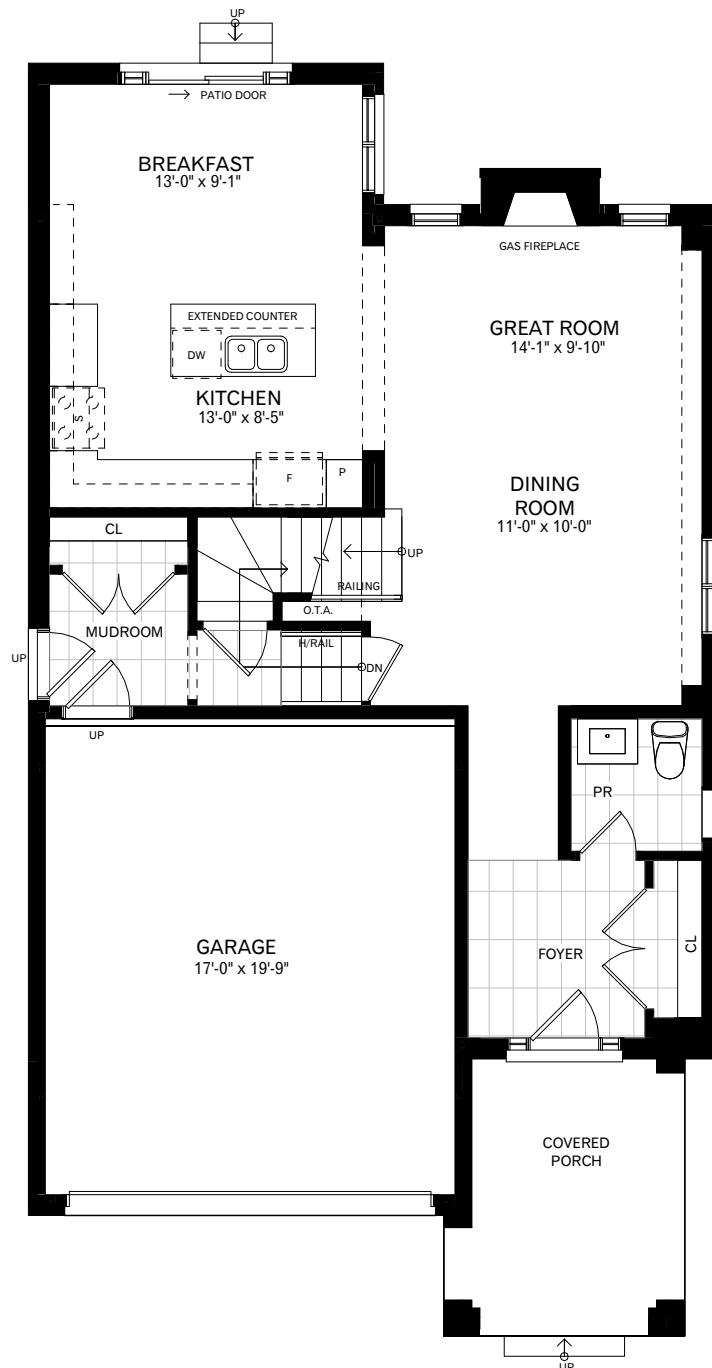 UP
PATIO DOOR
BREAKFAST
13'-0" x 9'-1"
GAS FIREPLACE
EXTENDED COUNTER
DW
GREAT ROOM
14'-1" x 9'-10"
KITCHEN
13'-0" x 8'-5"
S
F
P
DINING
ROOM
11'-0" x 10'-0"
CL
UP
RAILING
O.T.A.
MUDROOM
H/RAIL
UP
DN
UP
PR
GARAGE
17'-0" x 19'-9"
FOYER
CL
COVERED
PORCH
UP